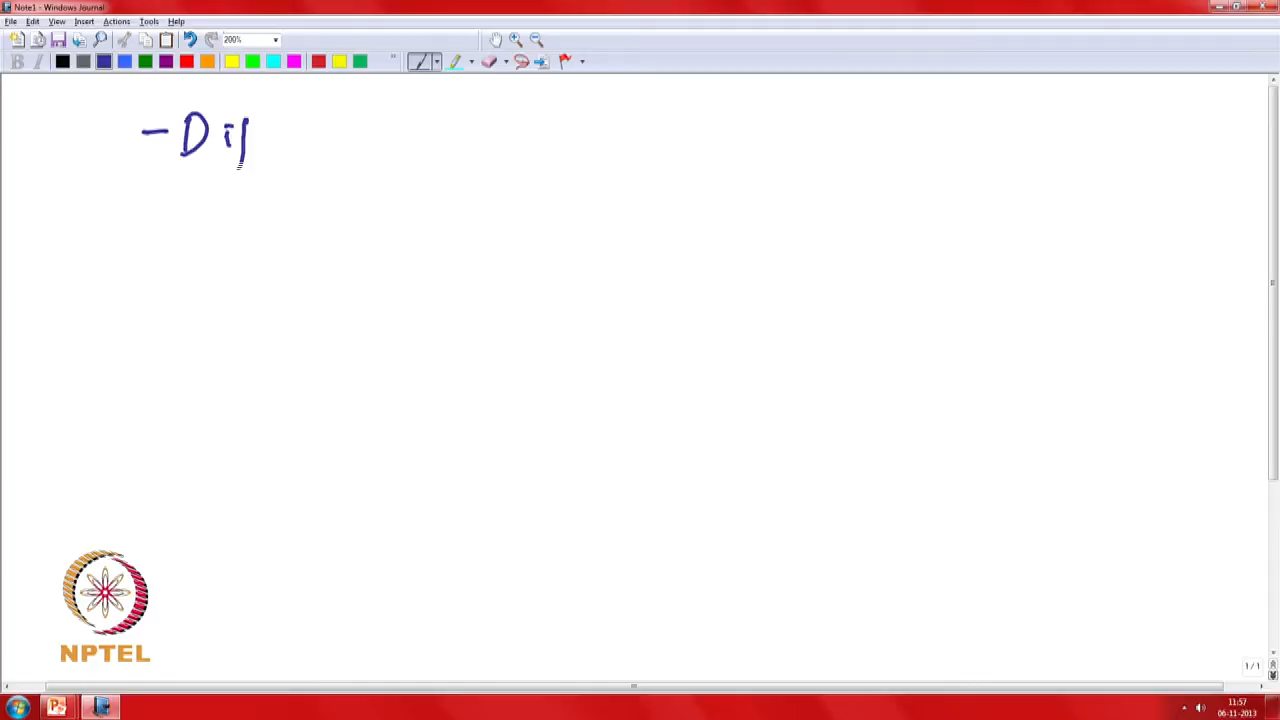 Note1 - Windows Journal
File Edit View Insert Actions Tools Help
200%
B I
- Dif
NPTEL
1 / 1
11:57
06-11-2013